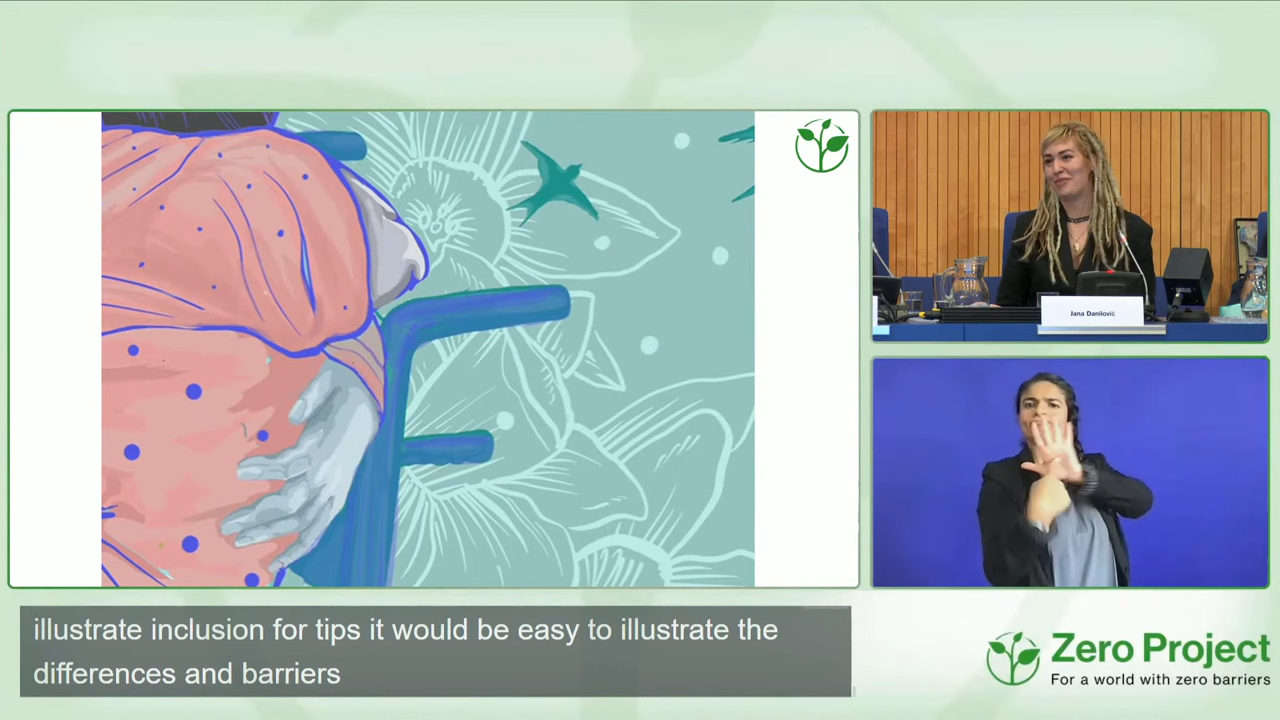 Jana Danilović
illustrate inclusion for tips it would be easy to illustrate the
differences and barriers
Zero Project
For a world with zero barriers